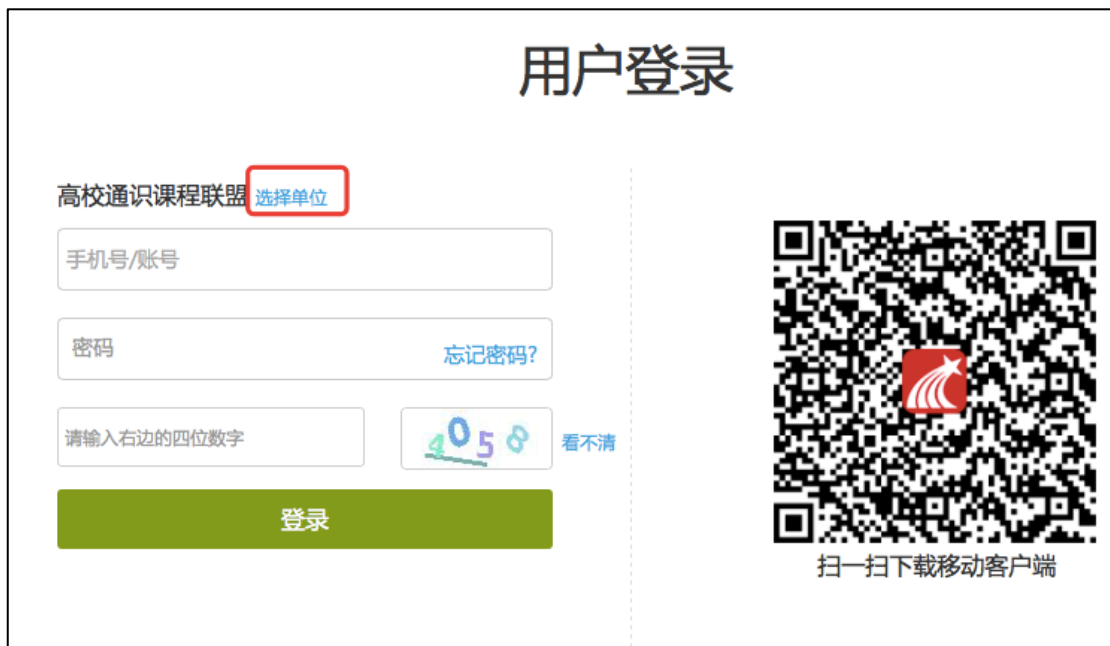 用户登录
高校通识课程联盟 选择单位
手机号/账号
密码 忘记密码?
请输入右边的四位数字 4058 看不清
登录
扫一扫下载移动客户端